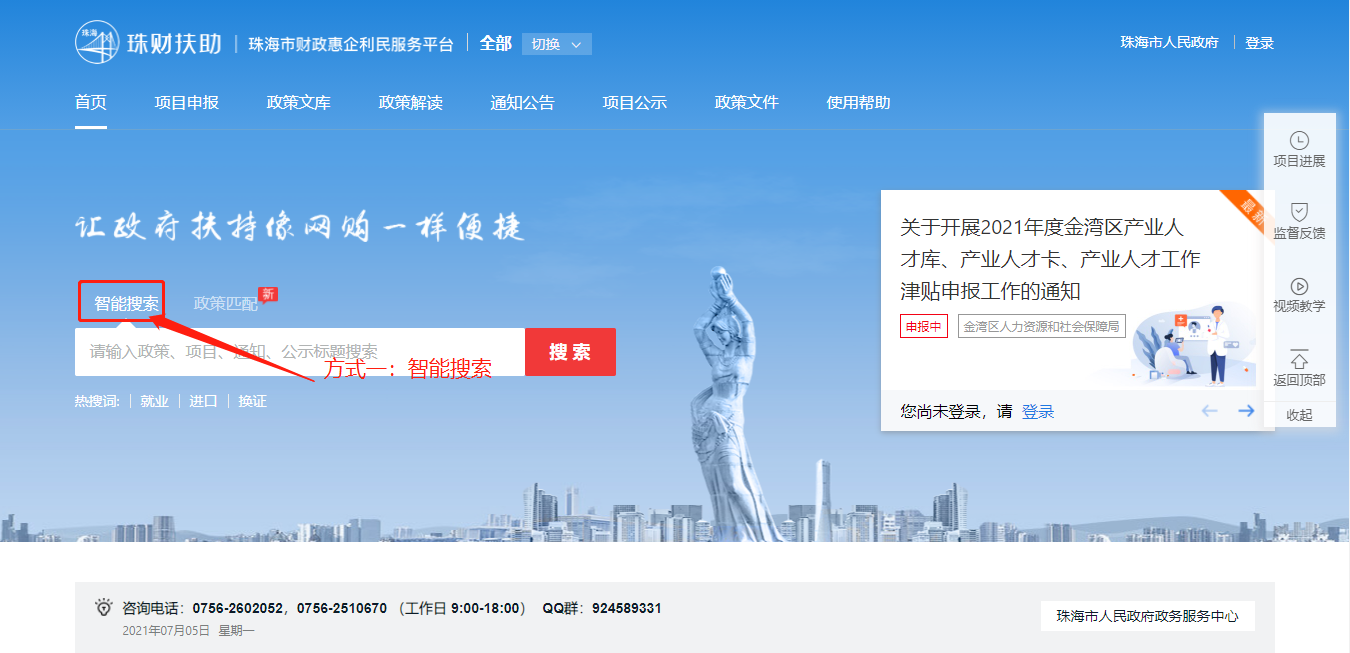 珠海
珠财扶助
珠海市财政惠企利民服务平台
全部
切换
珠海市人民政府
登录
首页
项目申报
政策文库
政策解读
通知公告
项目公示
政策文件
使用帮助
让政府扶持像网购一样便捷
智能搜索
政策匹配
新
请输入政策、项目、通知、公示标题搜索
搜索
方式一：智能搜索
热搜词:
就业
进口
换证
最新
关于开展2021年度金湾区产业人
才库、产业人才卡、产业人才工作
津贴申报工作的通知
申报中
金湾区人力资源和社会保障局
您尚未登录，请 登录
项目进展
监督反馈
视频教学
返回顶部
收起
咨询电话：0756-2602052，0756-2510670 （工作日 9:00-18:00） QQ群：924589331
2021年07月05日 星期一
珠海市人民政府政务服务中心